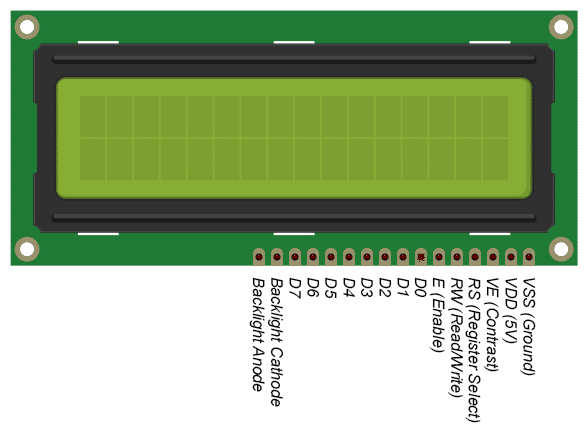 Backlight Anode
Backlight Cathode
D7
D6
D5
D4
D3
D2
D1
D0
E (Enable)
RW (Read/Write)
RS (Register Select)
VE (Contrast)
VDD (5V)
VSS (Ground)